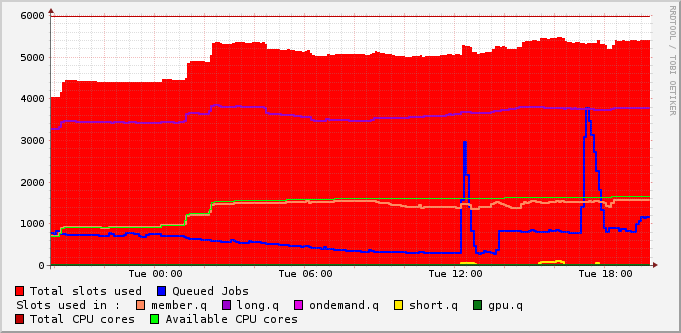 6000
5000
4000
3000
2000
1000
0
Tue 00:00 Tue 06:00 Tue 12:00 Tue 18:00
Total slots used Queued Jobs
Slots used in : member.q long.q ondemand.q short.q gpu.q
Total CPU cores Available CPU cores
RRDTOOL / TOBI OETIKER